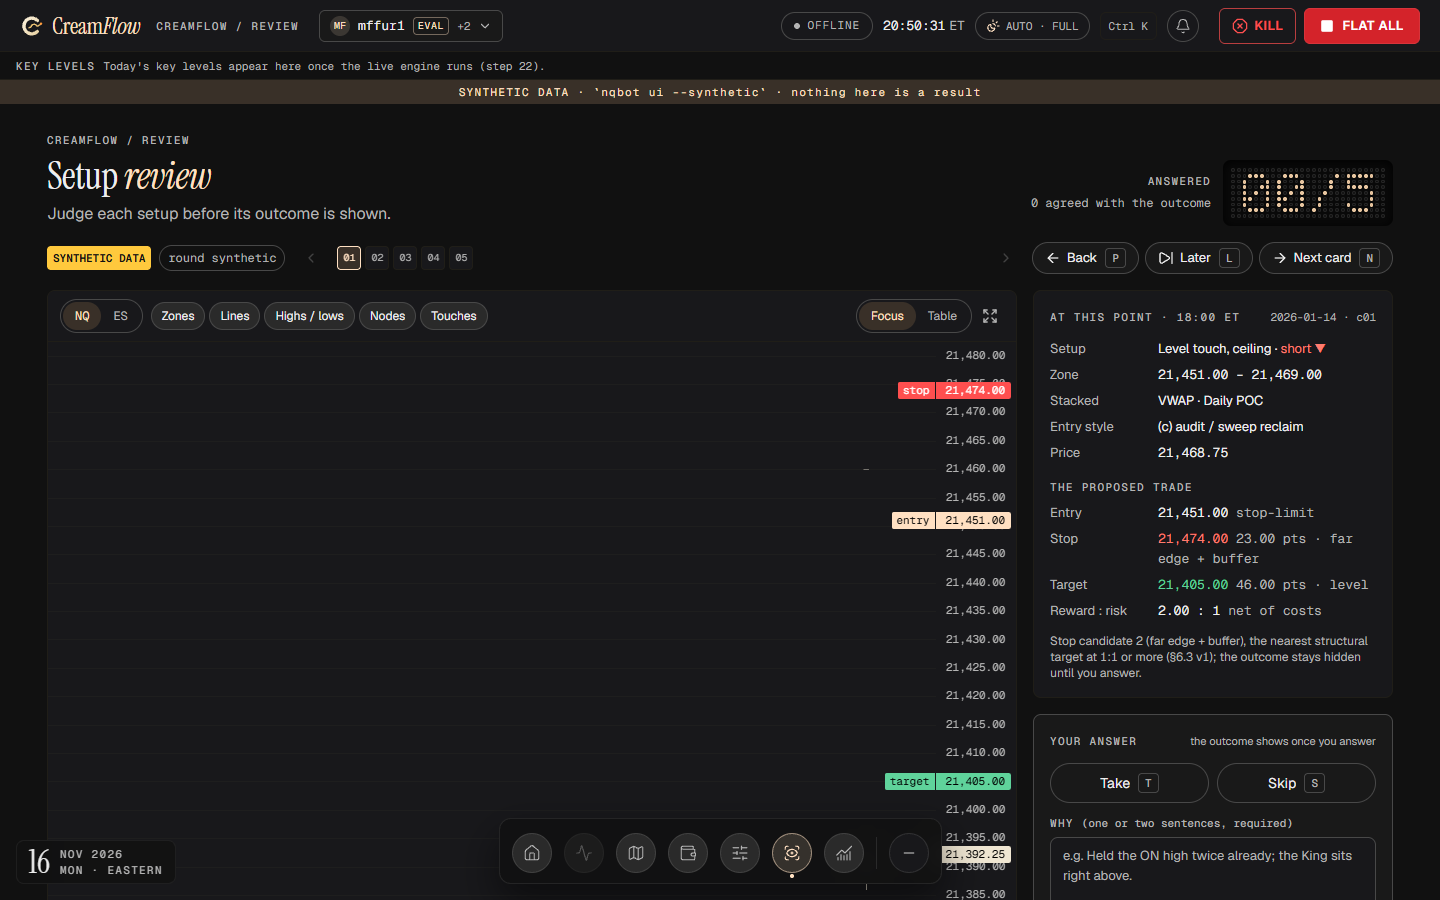 CreamFlow CREAMFLOW / REVIEW MF mffur1 EVAL +2 OFFLINE 20:50:31 ET AUTO · FULL Ctrl K KILL FLAT ALL
KEY LEVELS Today's key levels appear here once the live engine runs (step 22).
SYNTHETIC DATA · `nqbot ui --synthetic` · nothing here is a result
CREAMFLOW / REVIEW
Setup review
Judge each setup before its outcome is shown.
ANSWERED
0 agreed with the outcome
00/5
SYNTHETIC DATA round synthetic 01 02 03 04 05
Back P Later L Next card N
NQ ES Zones Lines Highs / lows Nodes Touches Focus Table
21,480.00
stop 21,474.00
21,470.00
21,465.00
21,460.00
21,455.00
entry 21,451.00
21,445.00
21,440.00
21,435.00
21,430.00
21,425.00
21,420.00
21,415.00
21,410.00
target 21,405.00
21,400.00
21,395.00
21,392.25
21,390.00
21,385.00
AT THIS POINT · 18:00 ET 2026-01-14 · c01
Setup Level touch, ceiling · short ▼
Zone 21,451.00 – 21,469.00
Stacked VWAP · Daily POC
Entry style (c) audit / sweep reclaim
Price 21,468.75
THE PROPOSED TRADE
Entry 21,451.00 stop-limit
Stop 21,474.00 23.00 pts · far
edge + buffer
Target 21,405.00 46.00 pts · level
Reward : risk 2.00 : 1 net of costs
Stop candidate 2 (far edge + buffer), the nearest structural
target at 1:1 or more (§6.3 v1); the outcome stays hidden
until you answer.
YOUR ANSWER the outcome shows once you answer
Take T Skip S
WHY (one or two sentences, required)
e.g. Held the ON high twice already; the King sits
right above.
16 NOV 2026
MON · EASTERN